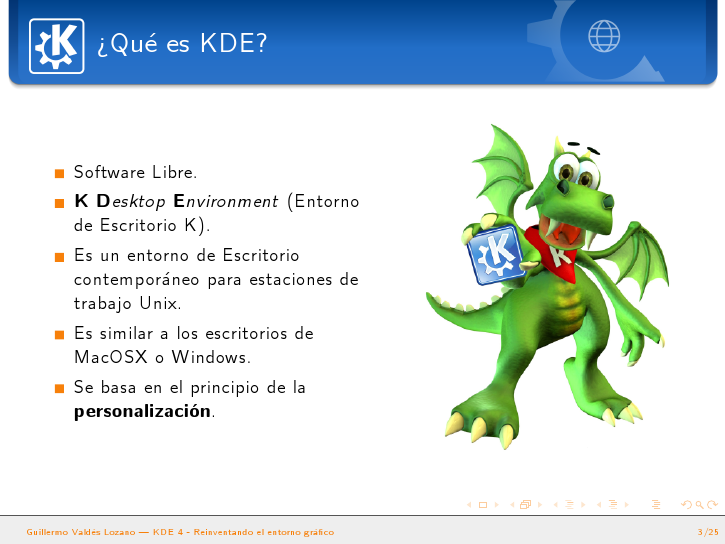 ¿Qué es KDE?
Software Libre.
K Desktop Environment (Entorno
de Escritorio K).
Es un entorno de Escritorio
contemporáneo para estaciones de
trabajo Unix.
Es similar a los escritorios de
MacOSX o Windows.
Se basa en el principio de la
personalización.
K
K
K
Guillermo Valdés Lozano — KDE 4 - Reinventando el entorno gráfico
3/25